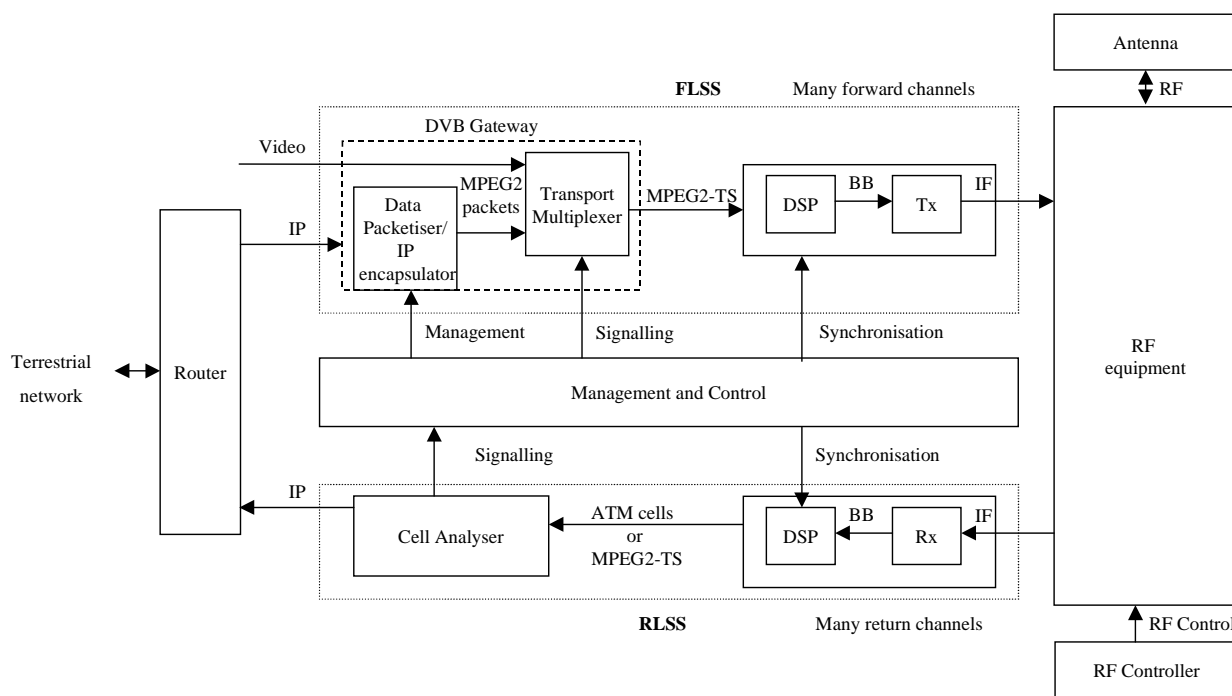 Antenna
RF
FLSS
Many forward channels
DVB Gateway
Video
MPEG2
packets
Transport
Multiplexer
MPEG2-TS
DSP
BB
Tx
IF
Data
Packetiser/
IP
encapsulator
IP
Management
Signalling
Synchronisation
Terrestrial
network
Router
Management and Control
RF
equipment
Signalling
Synchronisation
IP
Cell Analyser
ATM cells
or
MPEG2-TS
DSP
BB
Rx
IF
RLSS
Many return channels
RF Control
RF Controller